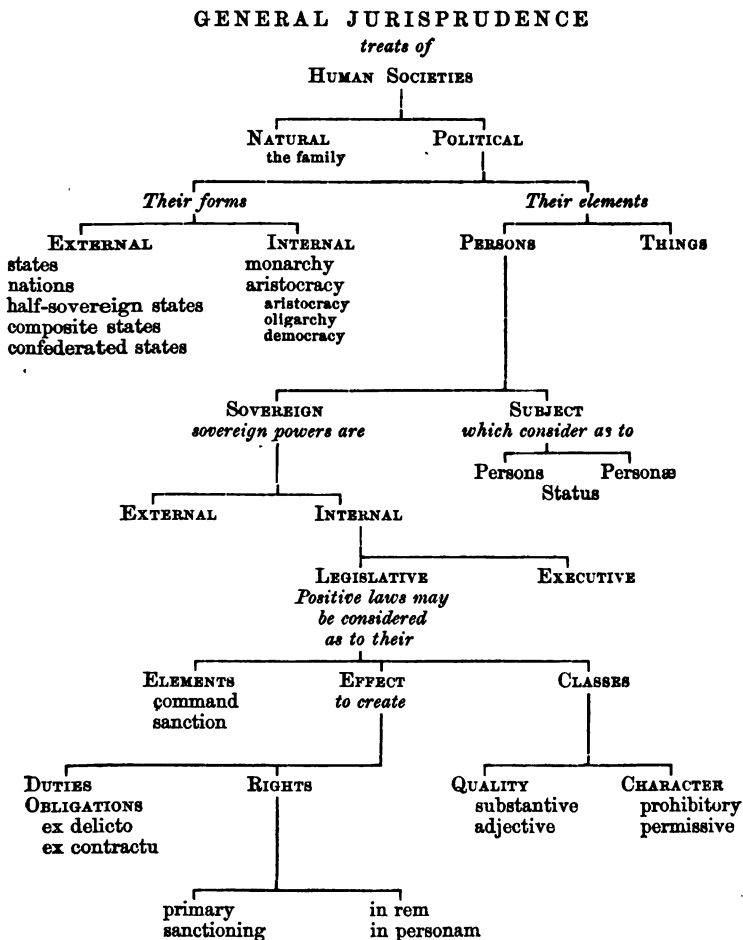 GENERAL JURISPRUDENCE
treats of
HUMAN SOCIETIES
NATURAL POLITICAL
the family
Their forms Their elements
EXTERNAL INTERNAL PERSONS THINGS
states monarchy
nations aristocracy
half-sovereign states aristocracy
composite states oligarchy
confederated states democracy
SOVEREIGN SUBJECT
sovereign powers are which consider as to
Persons Personæ
Status
EXTERNAL INTERNAL
LEGISLATIVE EXECUTIVE
Positive laws may
be considered
as to their
ELEMENTS EFFECT CLASSES
command to create
sanction
DUTIES RIGHTS QUALITY CHARACTER
OBLIGATIONS substantive prohibitory
ex delicto adjective permissive
ex contractu
primary in rem
sanctioning in personam